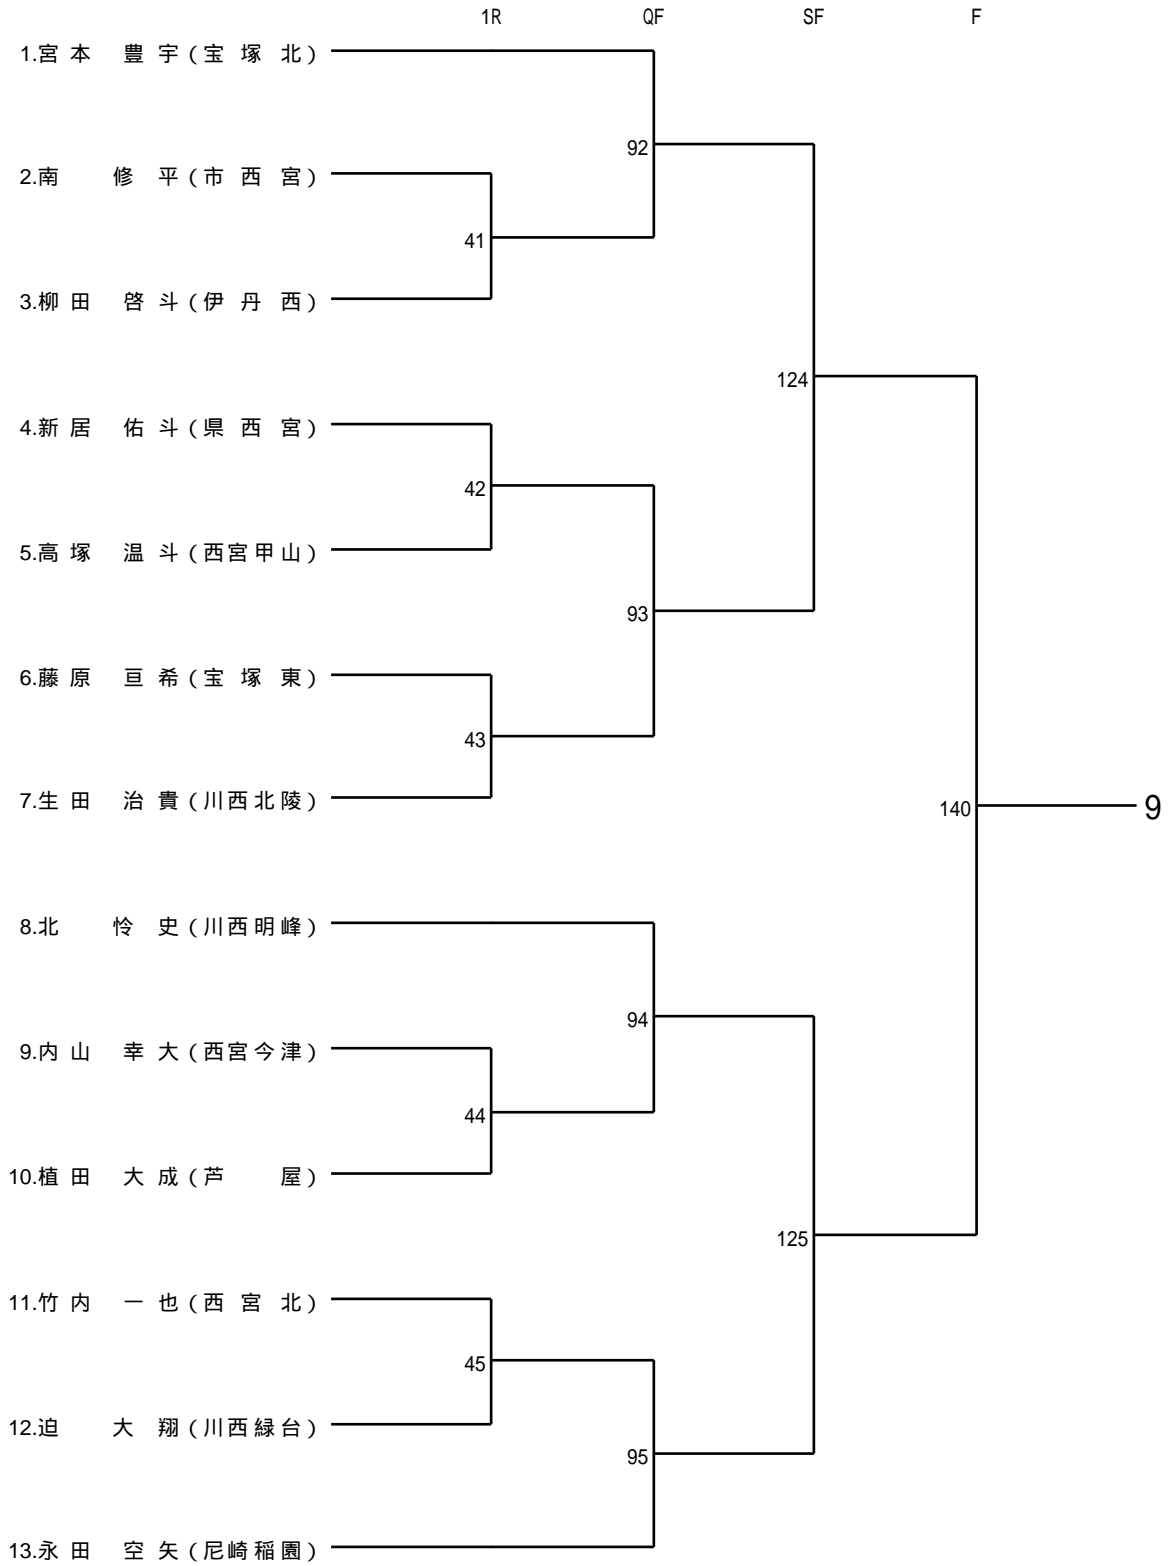 1R QF SF F
1.宮本 豊宇(宝塚北)
92
2.南 修平(市西宮)
41
3.柳田 啓斗(伊丹西)
124
4.新居 佑斗(県西宮)
42
5.高塚 温斗(西宮甲山)
93
6.藤原 亘希(宝塚東)
43
7.生田 治貴(川西北陵)
140 9
8.北 怜史(川西明峰)
94
9.内山 幸大(西宮今津)
44
10.植田 大成(芦屋)
125
11.竹内 一也(西宮北)
45
12.迫 大翔(川西緑台)
95
13.永田 空矢(尼崎稲園)